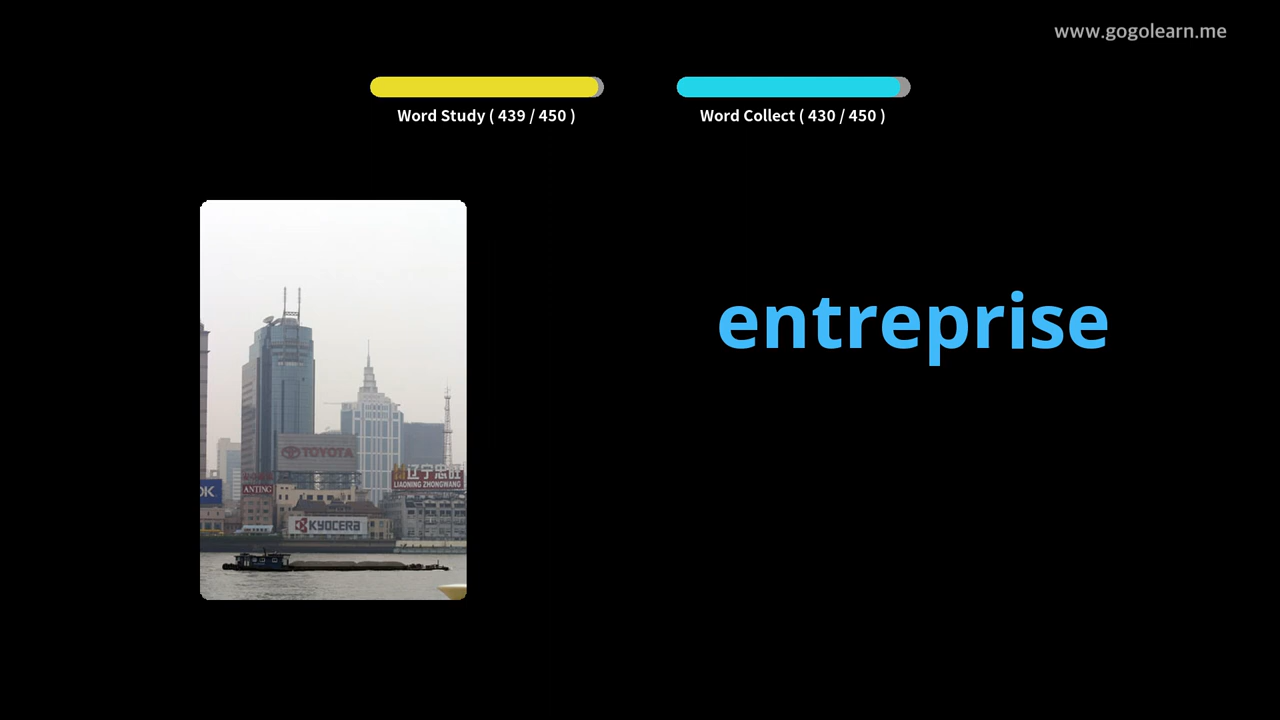 www.gogolearn.me
Word Study ( 439 / 450 )
Word Collect ( 430 / 450 )
entreprise
TOYOTA
辽宁忠旺
LIAONING ZHONGWANG
ANTING
KYOCERA